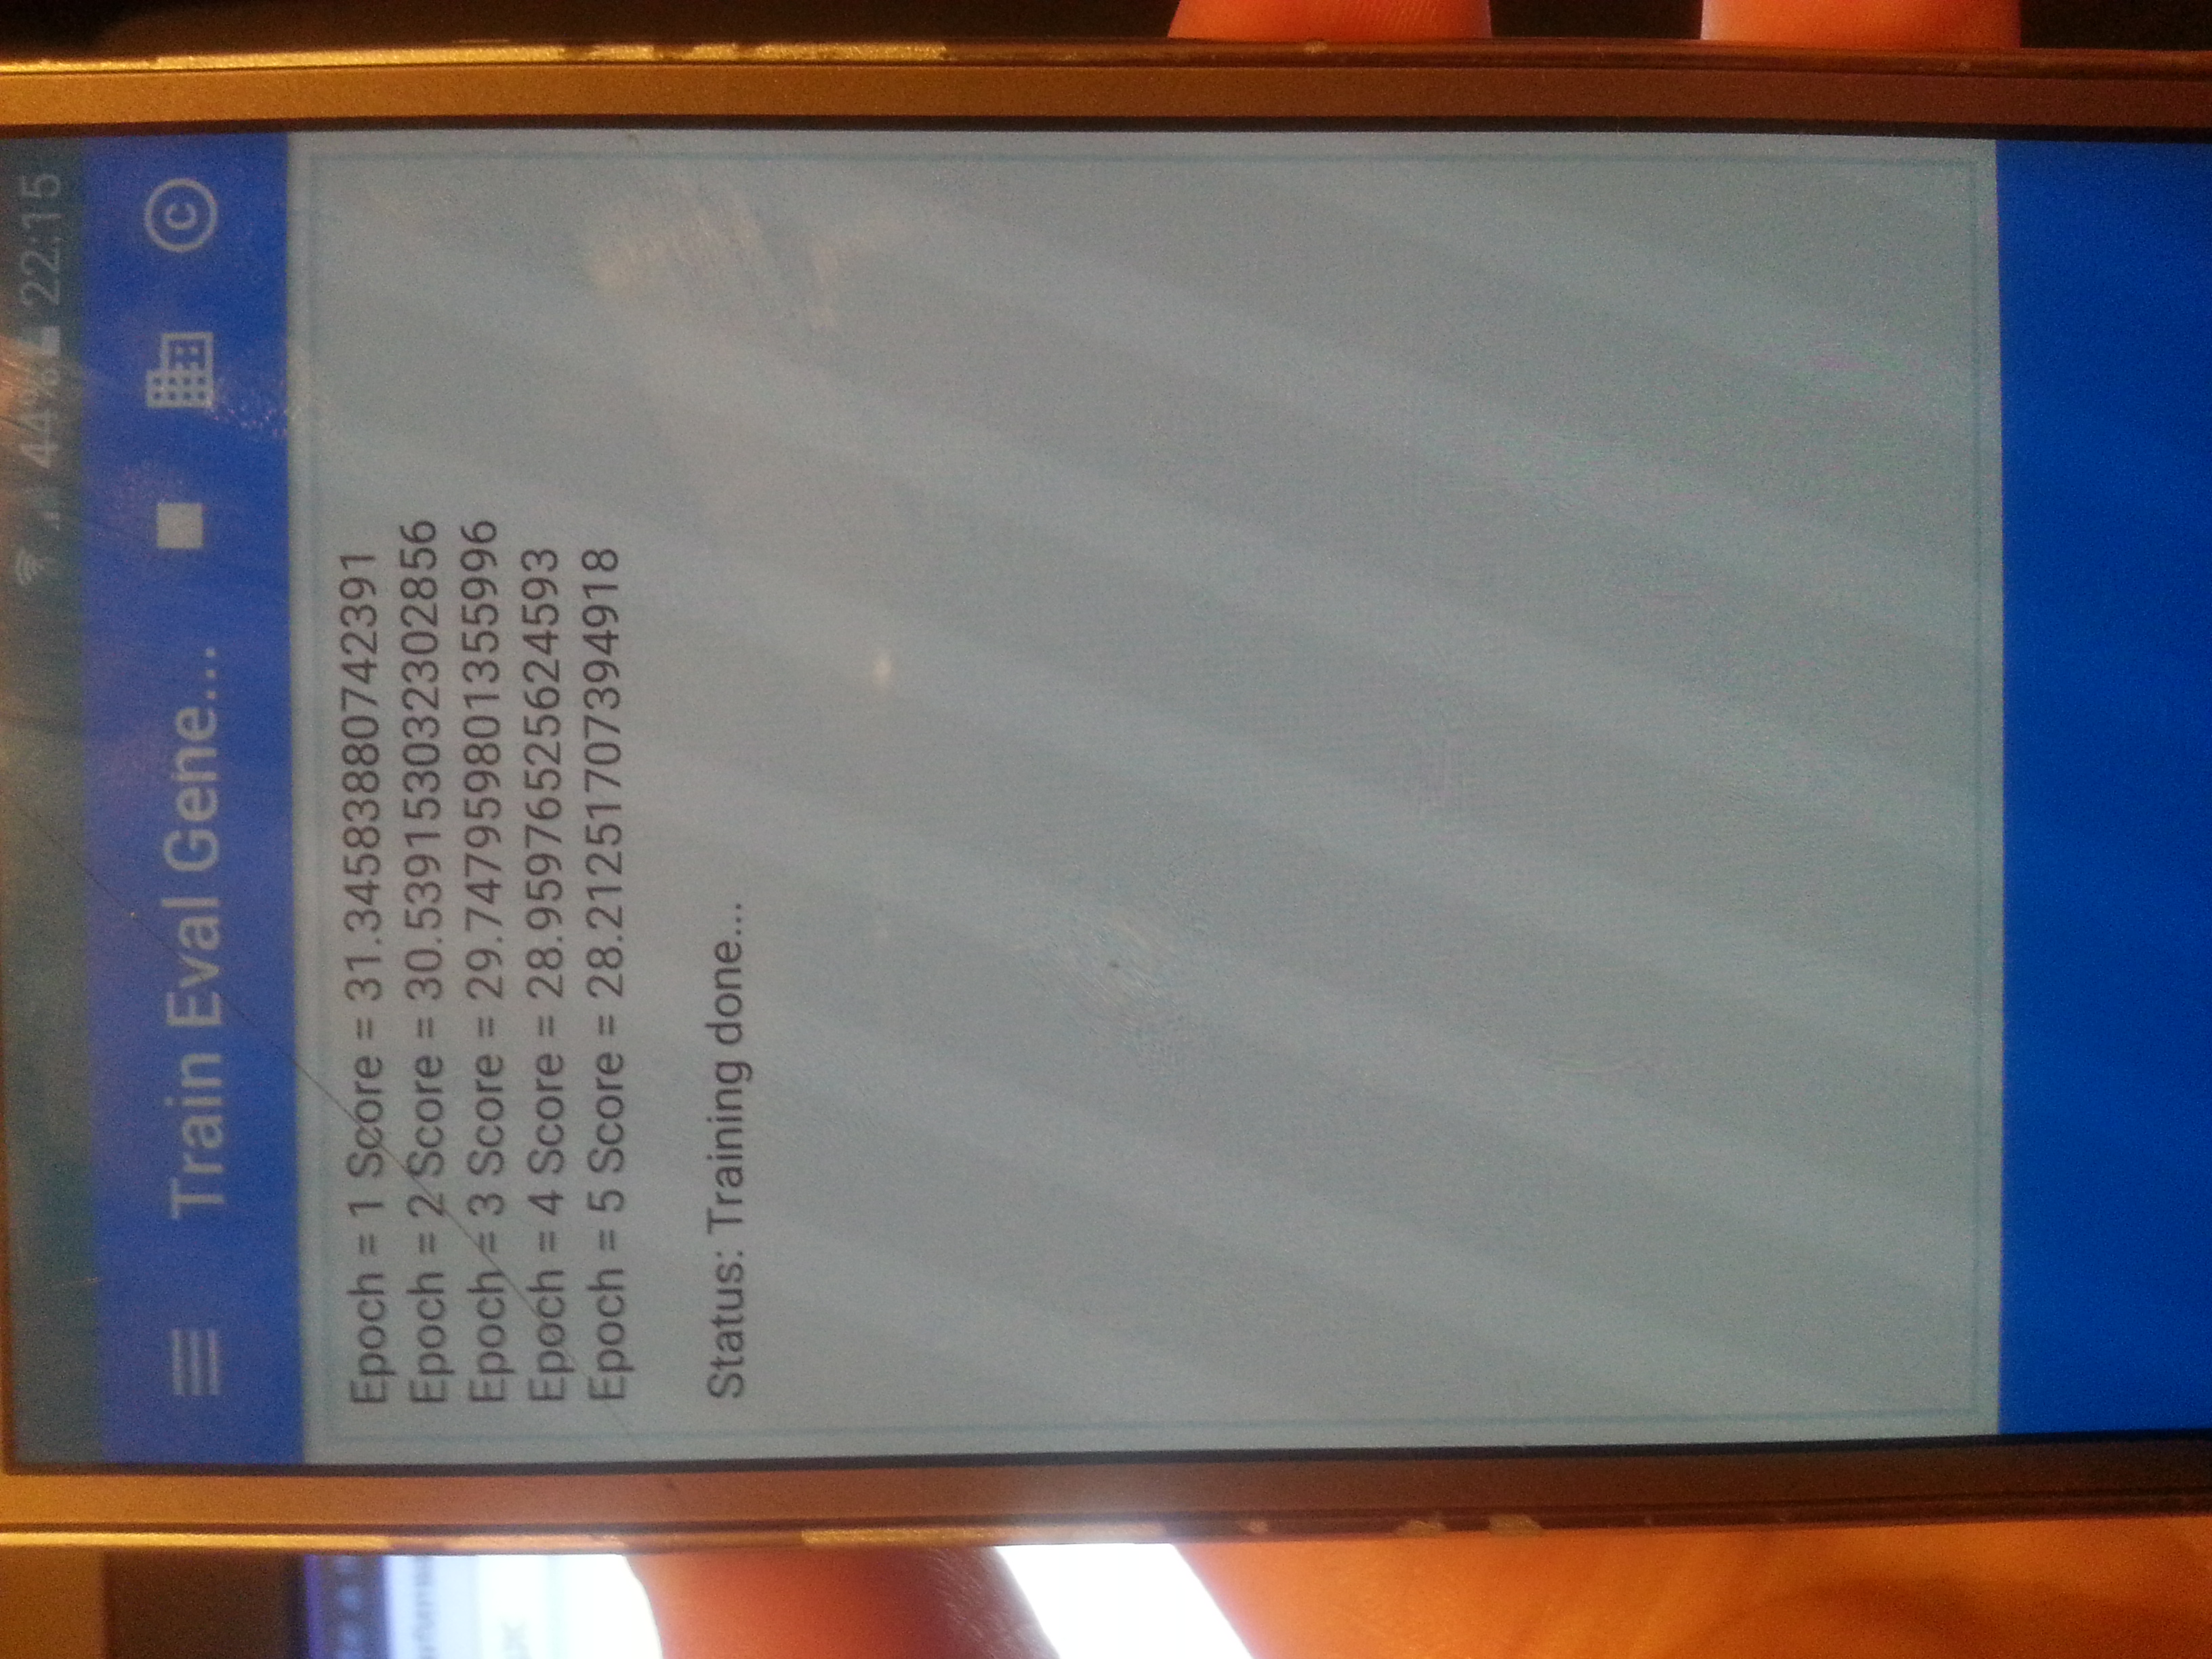 44% 22:15
Train Eval Gene...
Epoch = 1 Score = 31.34583880742391
Epoch = 2 Score = 30.539153032302856
Epoch = 3 Score = 29.747959801355996
Epoch = 4 Score = 28.95976525624593
Epoch = 5 Score = 28.21251707394918
Status: Training done...